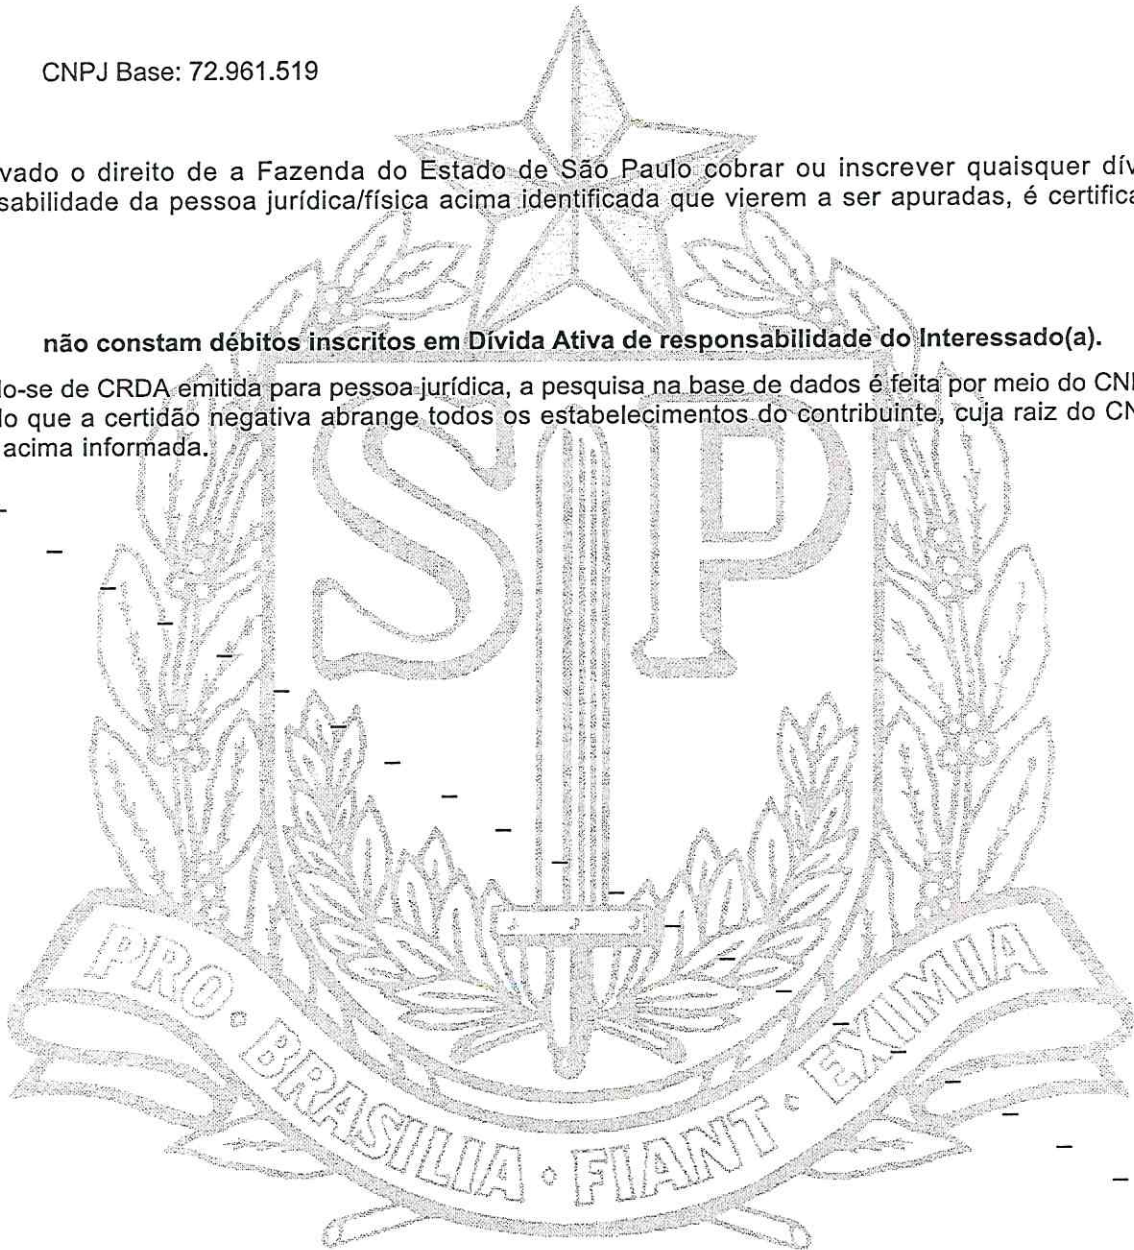 CNPJ Base: 72.961.519
vado o direito de a Fazenda do Estado de São Paulo cobrar ou inscrever quaisquer dív
sabilidade da pessoa jurídica/física acima identificada que vierem a ser apuradas, é certifica
não constam débitos inscritos em Dívida Ativa de responsabilidade do Interessado(a).
o-se de CRDA emitida para pessoa jurídica, a pesquisa na base de dados é feita por meio do CN
do que a certidão negativa abrange todos os estabelecimentos do contribuinte, cuja raiz do CN
acima informada.
S P
PRO · BRASILIA · FIANT · EXIMIA